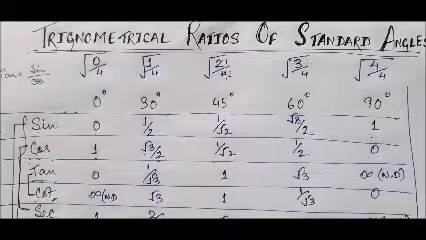 TRIGNOMETRICAL RATIOS OF STANDARD ANGLES
Tan = Sin/Cos √0/4 √1/4 √2/4 √3/4 √4/4
0° 30° 45° 60° 90°
Sin 0 1/2 1/√2 √3/2 1
Cos 1 √3/2 1/√2 1/2 0
Tan 0 1/√3 1 √3 ∞(N.D)
Cot ∞(N.D) √3 1 1/√3 0
Sec 1 2